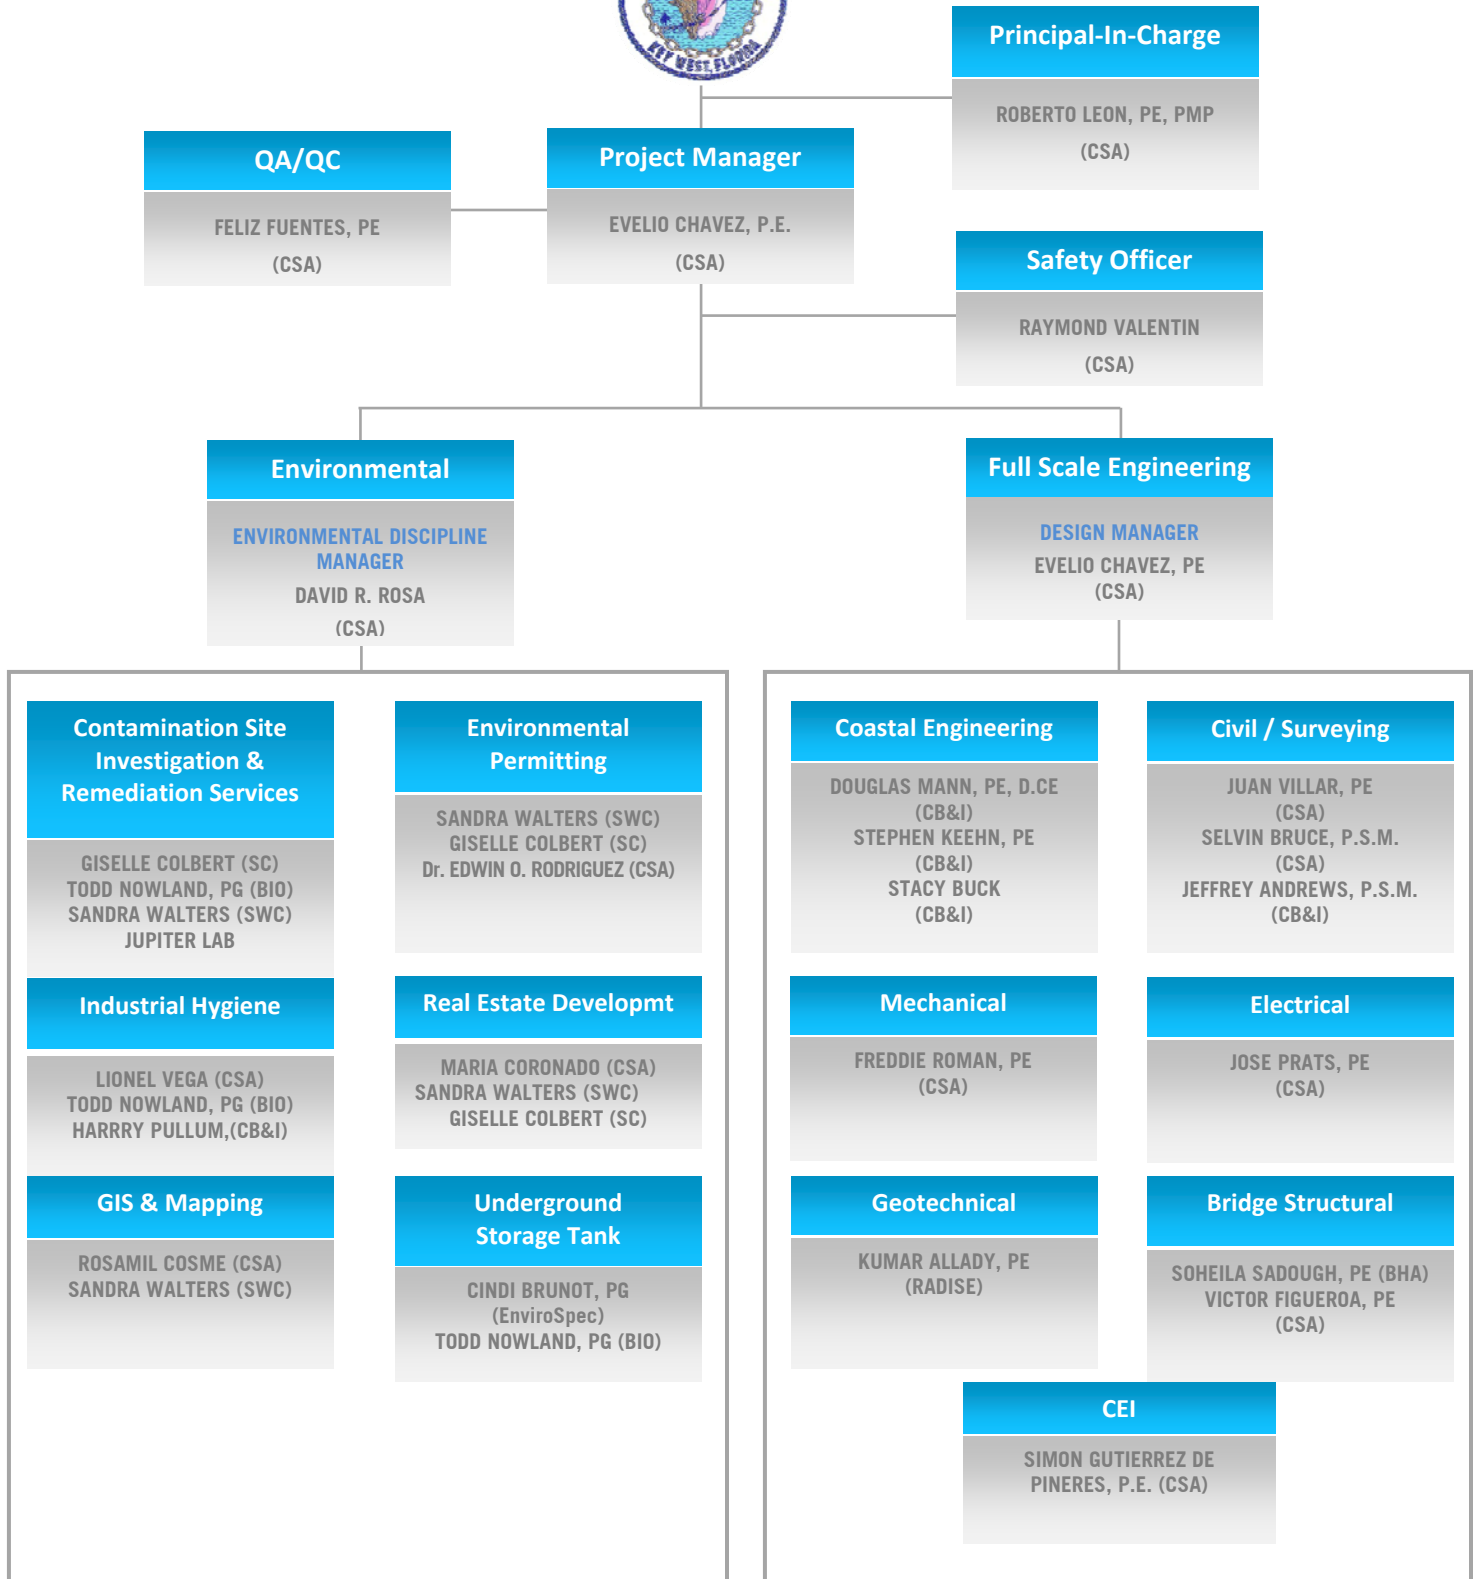 KEY WEST, FLORIDA
Principal-In-Charge
ROBERTO LEON, PE, PMP
(CSA)
QA/QC
FELIZ FUENTES, PE
(CSA)
Project Manager
EVELIO CHAVEZ, P.E.
(CSA)
Safety Officer
RAYMOND VALENTIN
(CSA)
Environmental
ENVIRONMENTAL DISCIPLINE
MANAGER
DAVID R. ROSA
(CSA)
Full Scale Engineering
DESIGN MANAGER
EVELIO CHAVEZ, PE
(CSA)
Contamination Site
Investigation &
Remediation Services
GISELLE COLBERT (SC)
TODD NOWLAND, PG (BIO)
SANDRA WALTERS (SWC)
JUPITER LAB
Environmental
Permitting
SANDRA WALTERS (SWC)
GISELLE COLBERT (SC)
Dr. EDWIN O. RODRIGUEZ (CSA)
Industrial Hygiene
LIONEL VEGA (CSA)
TODD NOWLAND, PG (BIO)
HARRRY PULLUM,(CB&I)
Real Estate Developmt
MARIA CORONADO (CSA)
SANDRA WALTERS (SWC)
GISELLE COLBERT (SC)
GIS & Mapping
ROSAMIL COSME (CSA)
SANDRA WALTERS (SWC)
Underground
Storage Tank
CINDI BRUNOT, PG
(EnviroSpec)
TODD NOWLAND, PG (BIO)
Coastal Engineering
DOUGLAS MANN, PE, D.CE
(CB&I)
STEPHEN KEEHN, PE
(CB&I)
STACY BUCK
(CB&I)
Civil / Surveying
JUAN VILLAR, PE
(CSA)
SELVIN BRUCE, P.S.M.
(CSA)
JEFFREY ANDREWS, P.S.M.
(CB&I)
Mechanical
FREDDIE ROMAN, PE
(CSA)
Electrical
JOSE PRATS, PE
(CSA)
Geotechnical
KUMAR ALLADY, PE
(RADISE)
Bridge Structural
SOHEILA SADOUGH, PE (BHA)
VICTOR FIGUEROA, PE
(CSA)
CEI
SIMON GUTIERREZ DE
PINERES, P.E. (CSA)